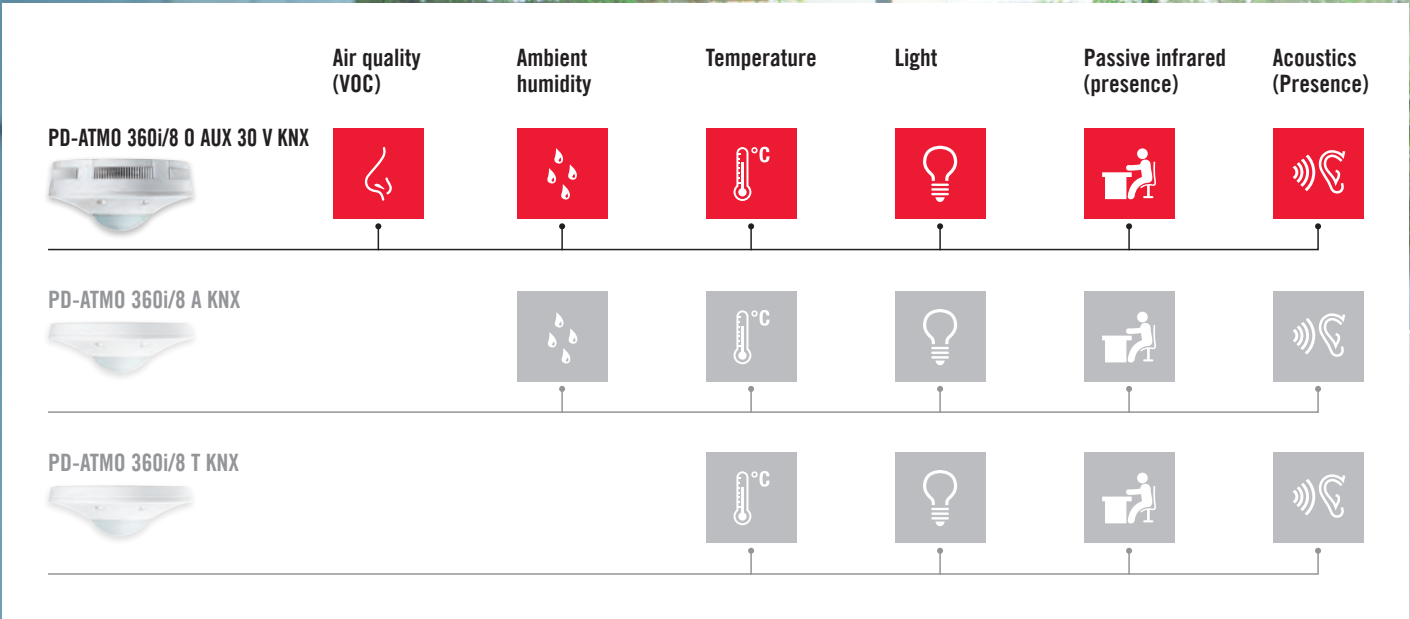 Air quality
(VOC)
Ambient
humidity
Temperature
Light
Passive infrared
(presence)
Acoustics
(Presence)
PD-ATMO 360i/8 O AUX 30 V KNX
°C
PD-ATMO 360i/8 A KNX
°C
PD-ATMO 360i/8 T KNX
°C